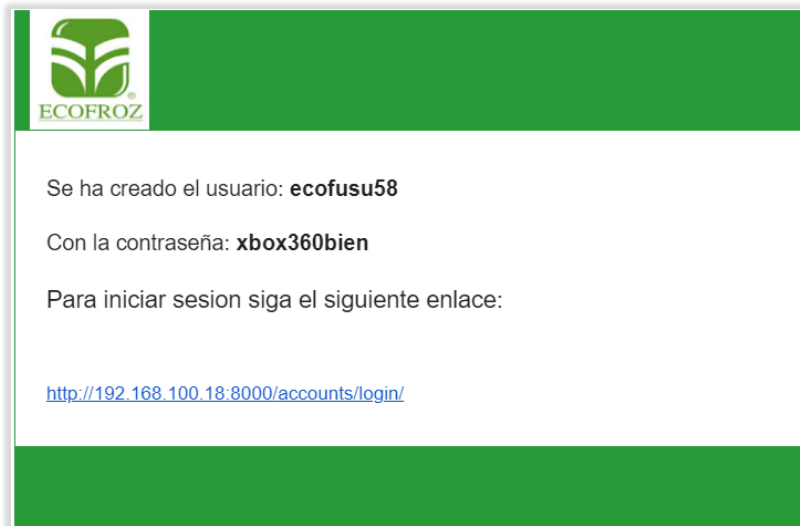 ECOFROZ
Se ha creado el usuario: ecofusu58
Con la contraseña: xbox360bien
Para iniciar sesion siga el siguiente enlace:
http://192.168.100.18:8000/accounts/login/